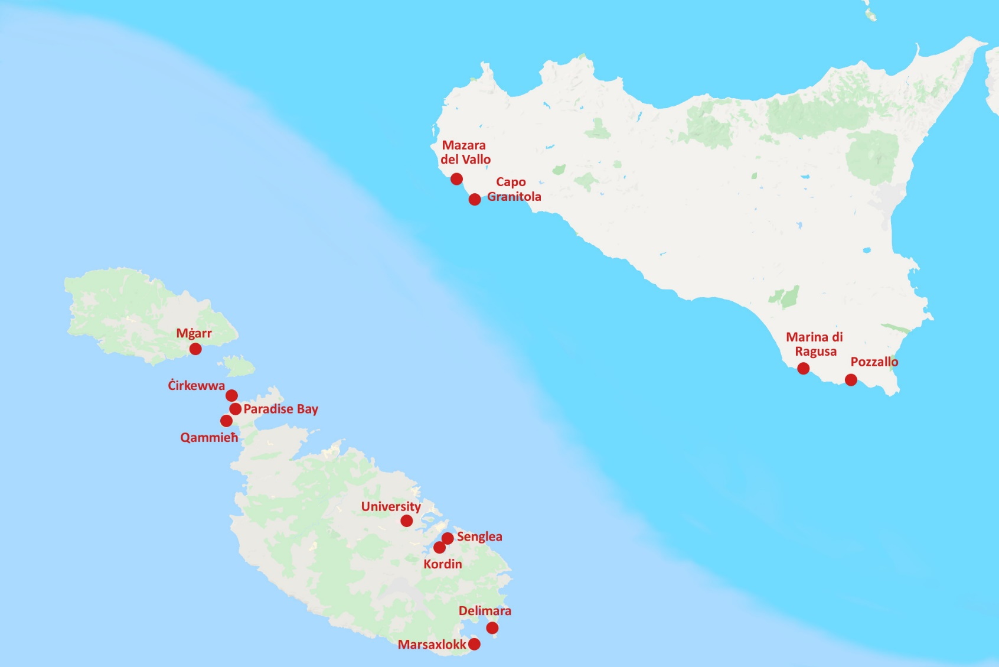 Mazara
del Vallo
Capo
Granitola
Mġarr
Marina di
Ragusa
Pozzallo
Ċirkewwa
Paradise Bay
Qammieħ
University
Senglea
Kordin
Delimara
Marsaxlokk